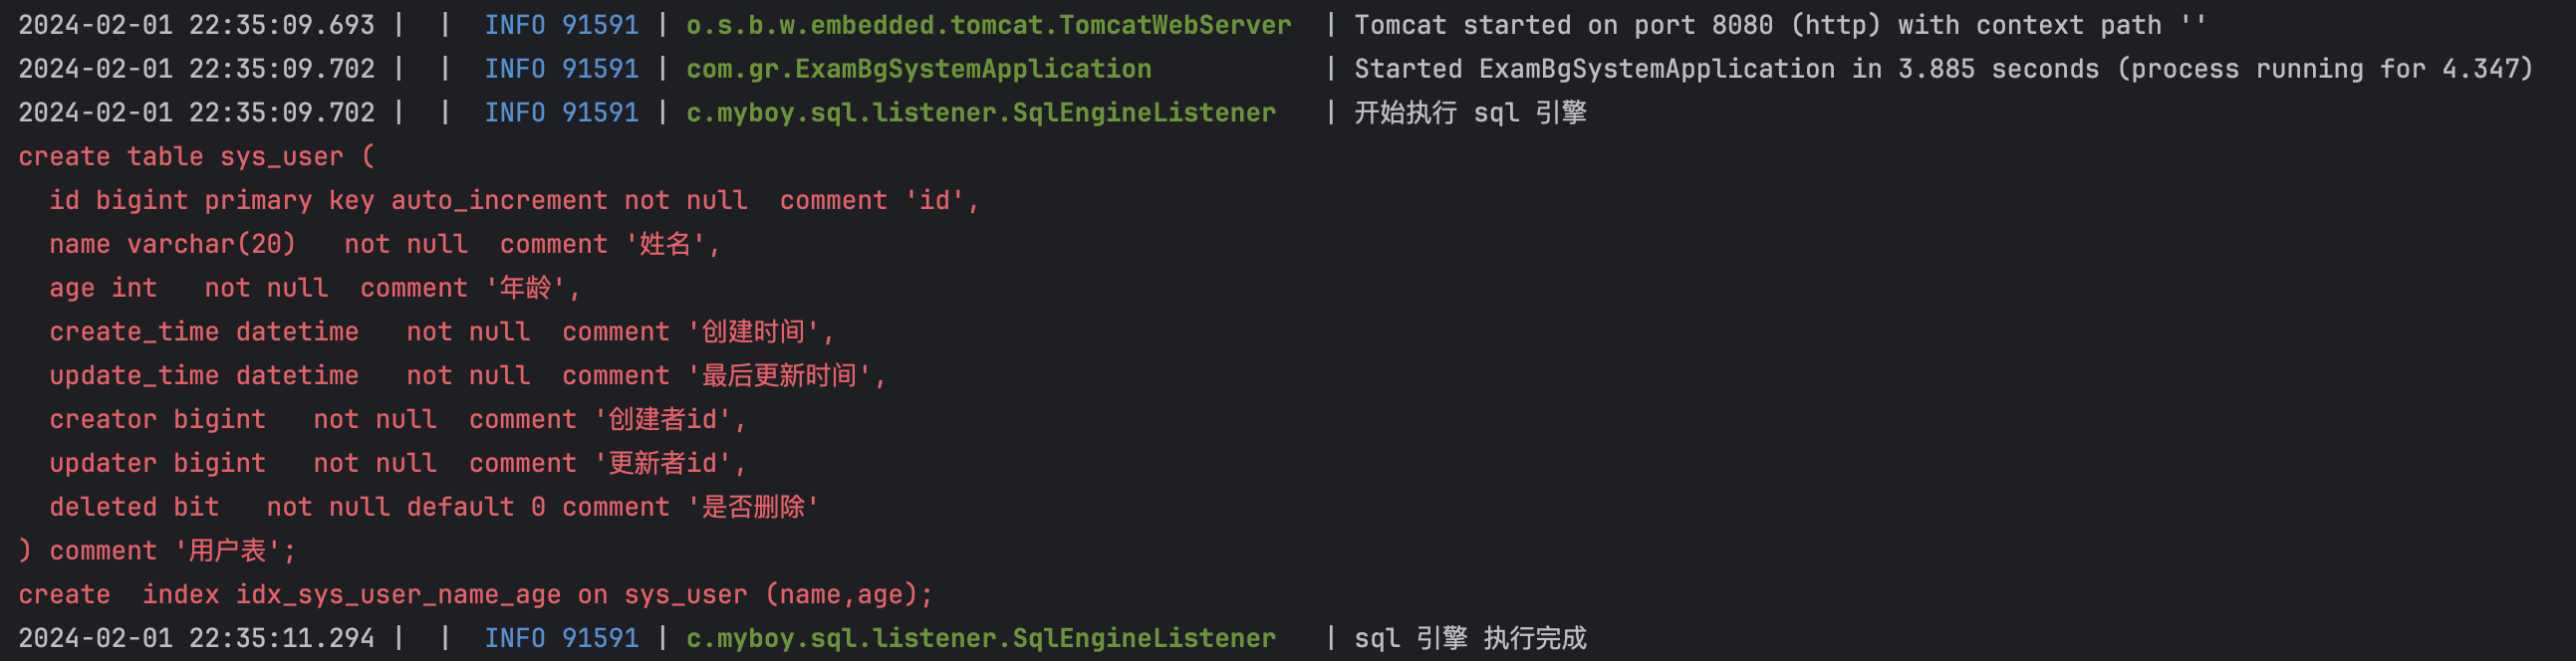 2024-02-01 22:35:09.693 |  |  INFO 91591 | o.s.b.w.embedded.tomcat.TomcatWebServer  | Tomcat started on port 8080 (http) with context path ''
2024-02-01 22:35:09.702 |  |  INFO 91591 | com.gr.ExamBgSystemApplication           | Started ExamBgSystemApplication in 3.885 seconds (process running for 4.347)
2024-02-01 22:35:09.702 |  |  INFO 91591 | c.myboy.sql.listener.SqlEngineListener   | 开始执行 sql 引擎
create table sys_user (
  id bigint primary key auto_increment not null  comment 'id',
  name varchar(20)   not null  comment '姓名',
  age int   not null  comment '年龄',
  create_time datetime   not null  comment '创建时间',
  update_time datetime   not null  comment '最后更新时间',
  creator bigint   not null  comment '创建者id',
  updater bigint   not null  comment '更新者id',
  deleted bit   not null default 0 comment '是否删除'
) comment '用户表';
create  index idx_sys_user_name_age on sys_user (name,age);
2024-02-01 22:35:11.294 |  |  INFO 91591 | c.myboy.sql.listener.SqlEngineListener   | sql 引擎 执行完成